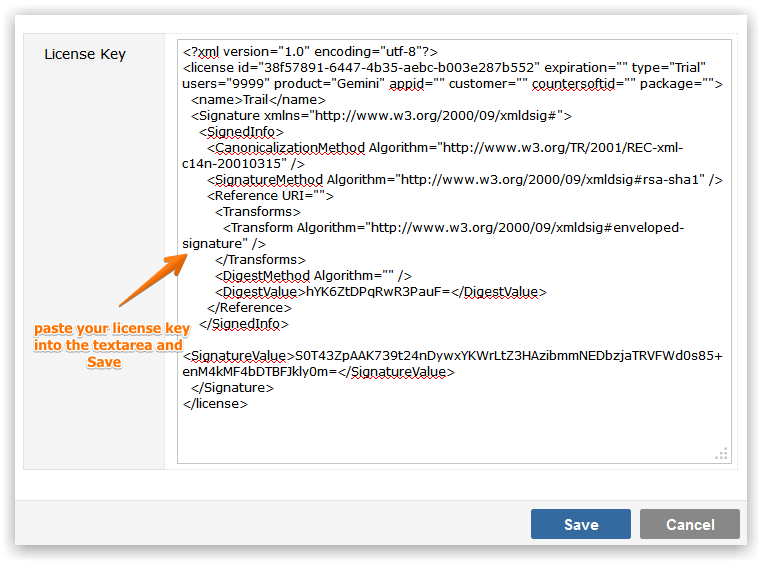 License Key
<?xml version="1.0" encoding="utf-8"?>
<license id="38f57891-6447-4b35-aebc-b003e287b552" expiration="" type="Trial"
users="9999" product="Gemini" appid="" customer="" countersoftid="" package="">
<name>Trail</name>
<Signature xmlns="http://www.w3.org/2000/09/xmldsig#">
<SignedInfo>
<CanonicalizationMethod Algorithm="http://www.w3.org/TR/2001/REC-xml-
c14n-20010315" />
<SignatureMethod Algorithm="http://www.w3.org/2000/09/xmldsig#rsa-sha1" />
<Reference URI="">
<Transforms>
<Transform Algorithm="http://www.w3.org/2000/09/xmldsig#enveloped-
signature" />
</Transforms>
<DigestMethod Algorithm="" />
<DigestValue>hYK6ZtDPqRwR3PauF=</DigestValue>
</Reference>
</SignedInfo>
<SignatureValue>S0T43ZpAAK739t24nDywxYKWrLtZ3HAzibmmNEDbzjaTRVFWd0s85+
enM4kMF4bDTBFJkly0m=</SignatureValue>
</Signature>
</license>
paste your license key
into the textarea and
Save
Save
Cancel